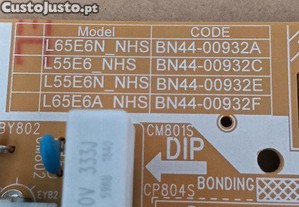 CustoJusto.pt
Model CODE
L65E6N_NHS BN44-00932A
L55E6_NHS BN44-00932C
L55E6N_NHS BN44-00932E
L65E6A_NHS BN44-00932F
BY802
CM801S
0V 333J
DIP
BONDING
CP804S